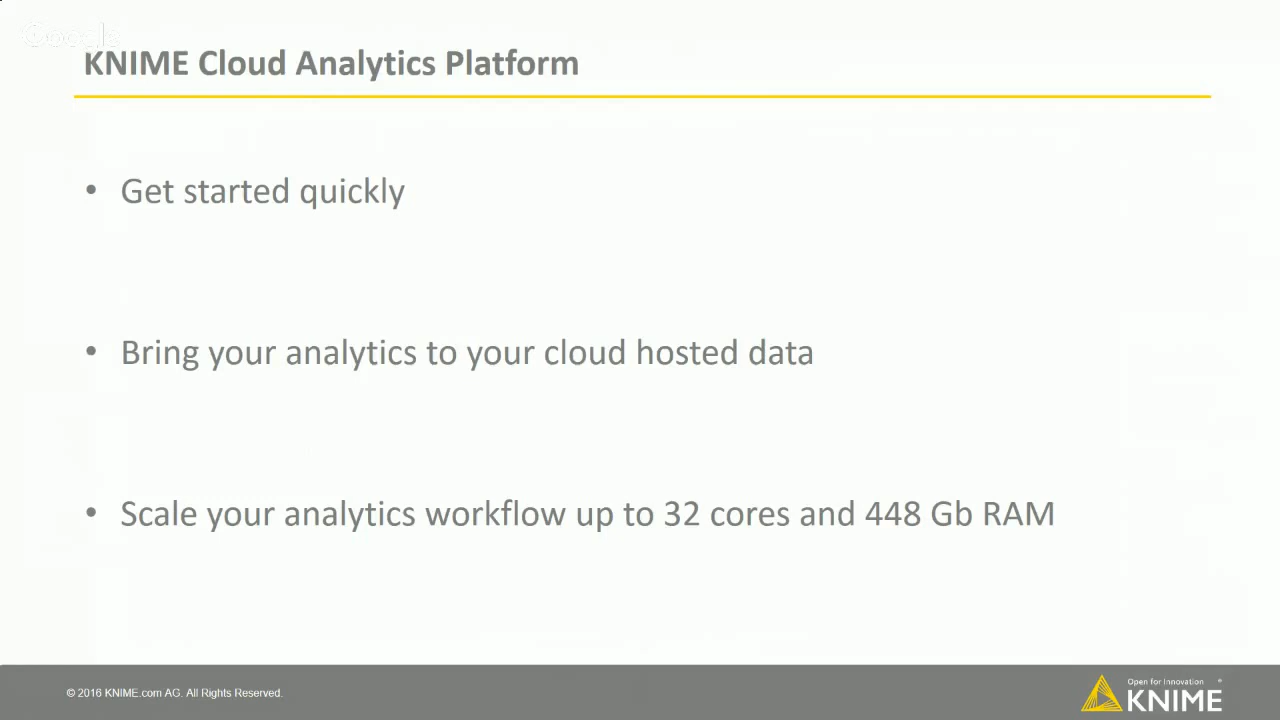 Google
KNIME Cloud Analytics Platform
• Get started quickly
• Bring your analytics to your cloud hosted data
• Scale your analytics workflow up to 32 cores and 448 Gb RAM
© 2016 KNIME.com AG. All Rights Reserved.
Open for Innovation ®
KNIME